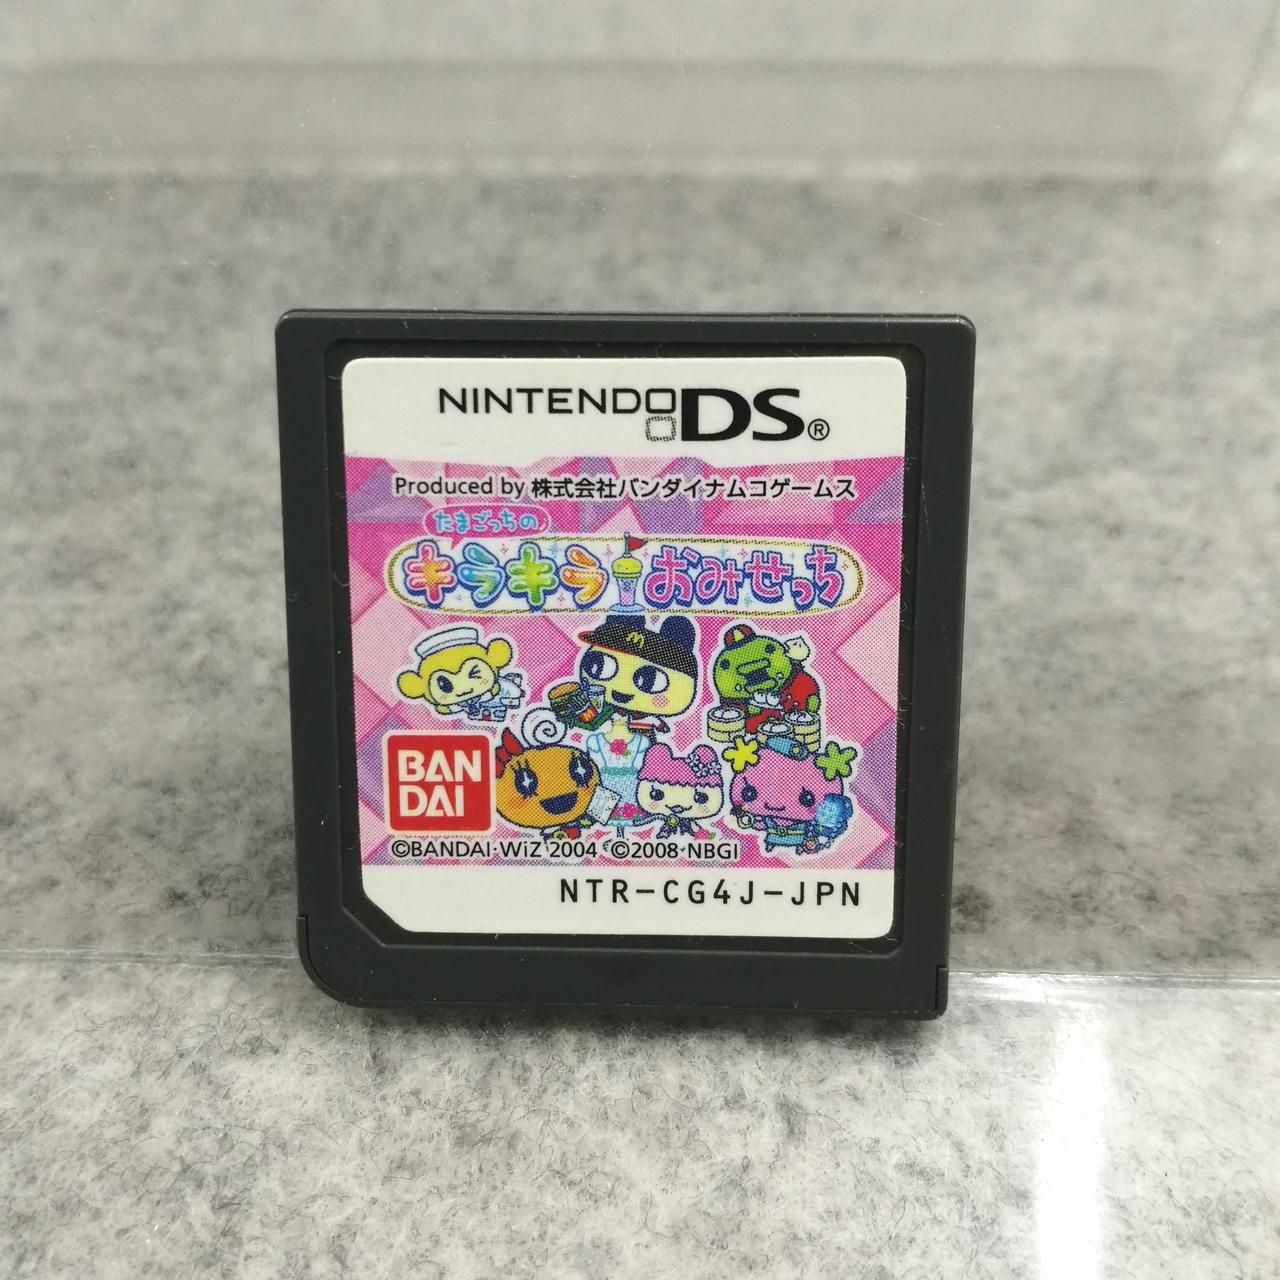 NINTENDO DS®
Produced by 株式会社バンダイナムコゲームス
たまごっちの
キラキラおみせっち
M
M
BAN
DAI
©BANDAI・WiZ 2004 ©2008 NBGI
NTR-CG4J-JPN